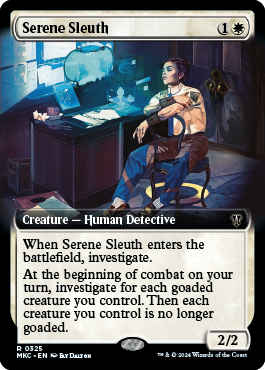 Serene Sleuth 1
Creature — Human Detective
When Serene Sleuth enters the
battlefield, investigate.
At the beginning of combat on your
turn, investigate for each goaded
creature you control. Then each
creature you control is no longer
goaded.
2/2
R 0325
MKC • EN Ely Dalton
™ & © 2024 Wizards of the Coast